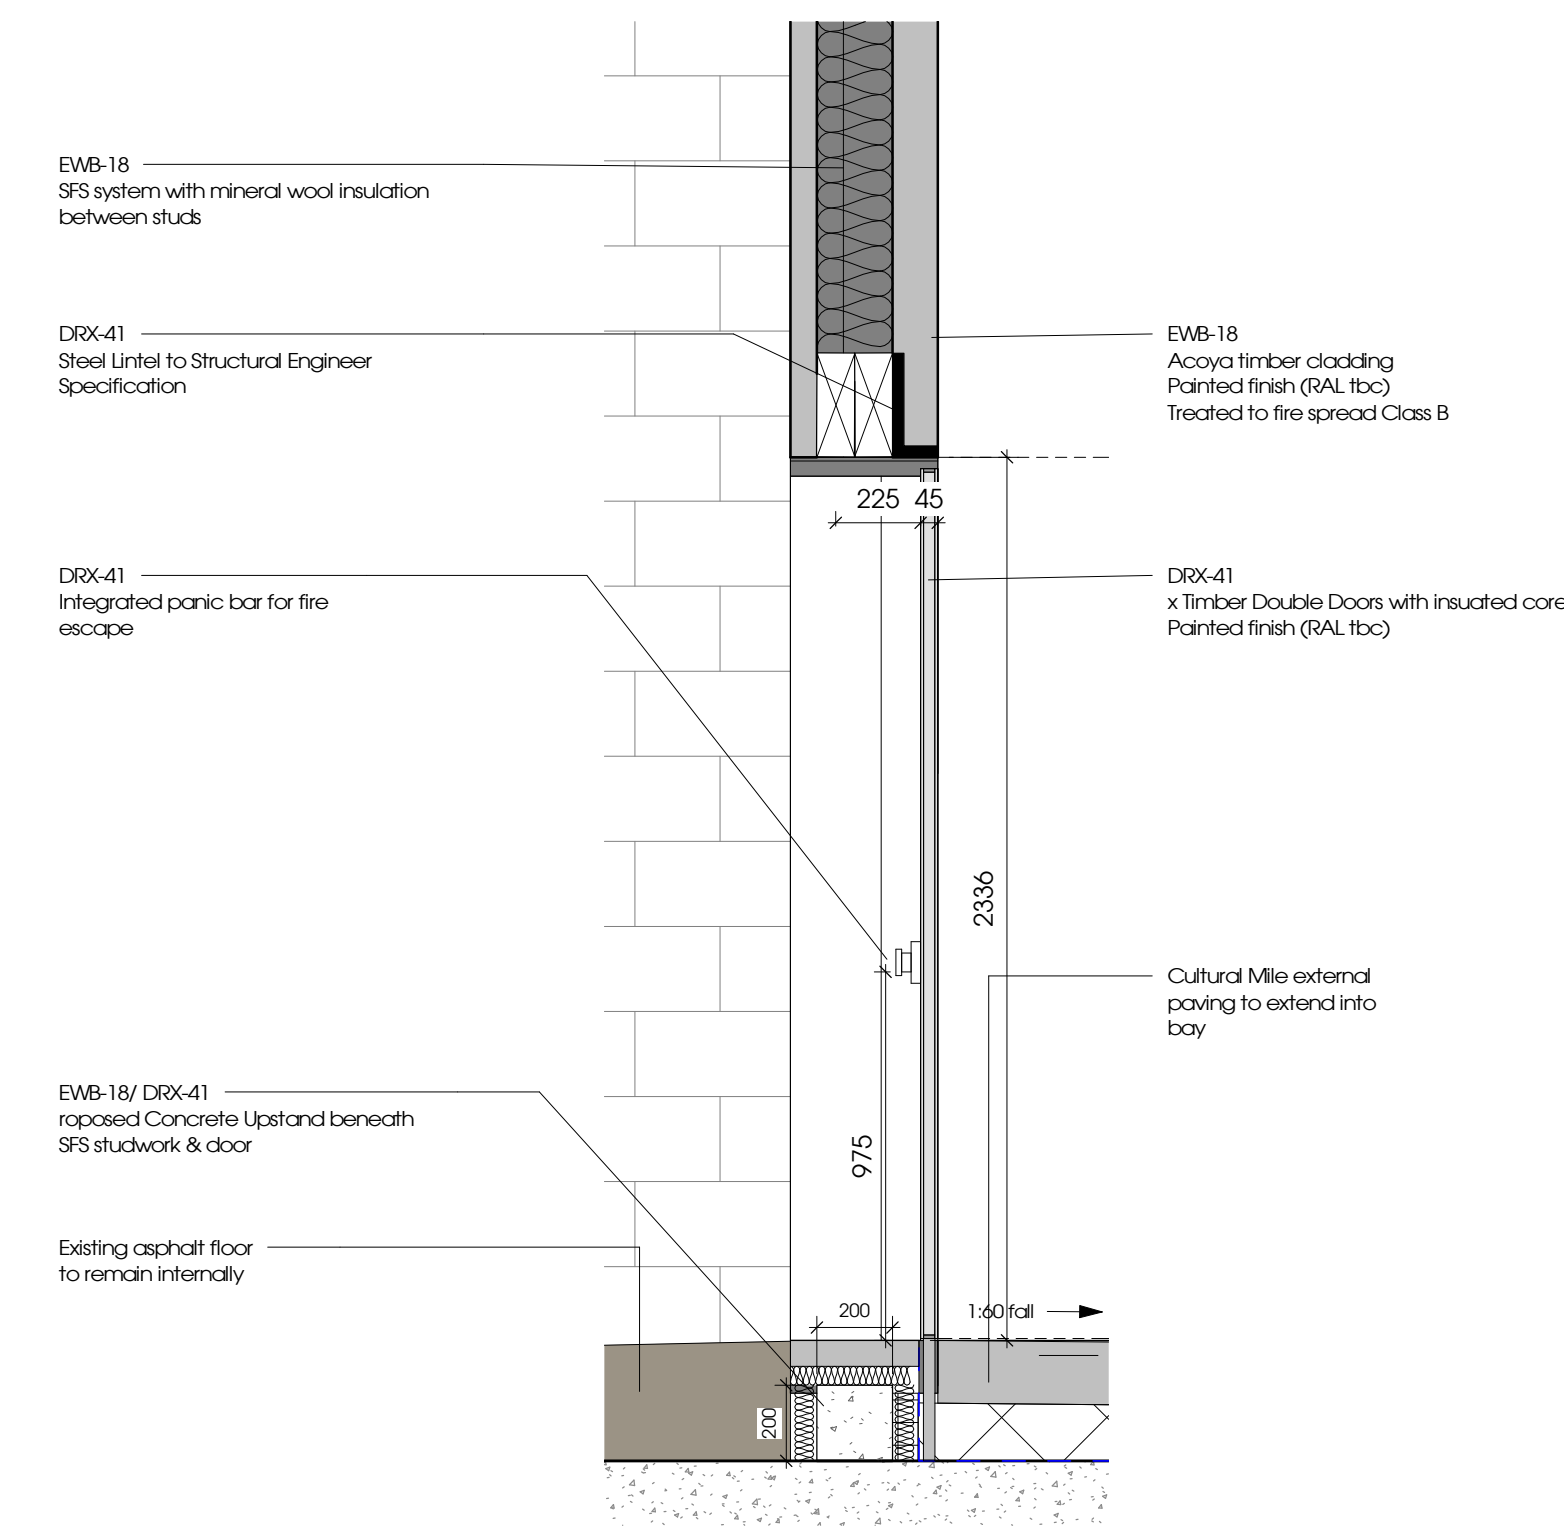 EWB-18
SFS system with mineral wool insulation
between studs
DRX-41
Steel Lintel to Structural Engineer
Specification
EWB-18
Acoya timber cladding
Painted finish (RAL tbc)
Treated to fire spread Class B
225 45
DRX-41
Integrated panic bar for fire
escape
DRX-41
x Timber Double Doors with insuated core
Painted finish (RAL tbc)
2336
Cultural Mile external
paving to extend into
bay
EWB-18/ DRX-41
roposed Concrete Upstand beneath
SFS studwork & door
975
Existing asphalt floor
to remain internally
200
1:60 fall
200